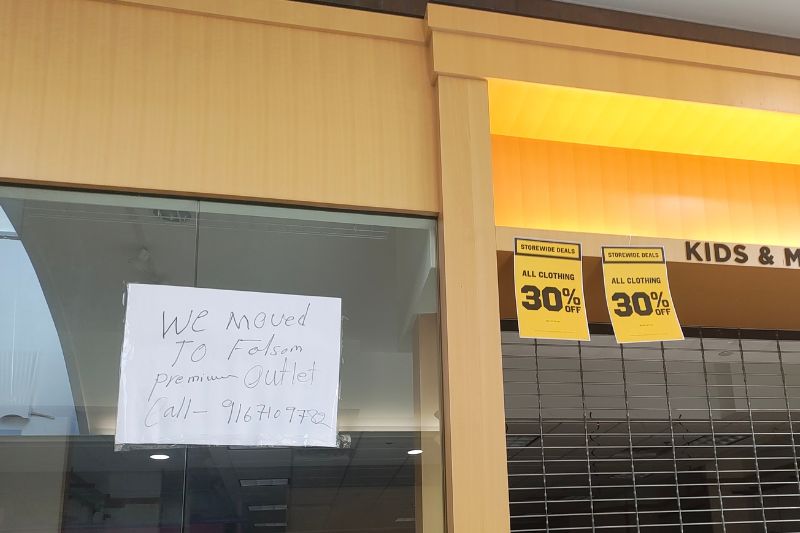 We Moved
To Folsom
premium Outlet
Call- 9167109782
STOREWIDE DEALS
ALL CLOTHING
30% OFF
STOREWIDE DEALS
ALL CLOTHING
30% OFF
KIDS & M